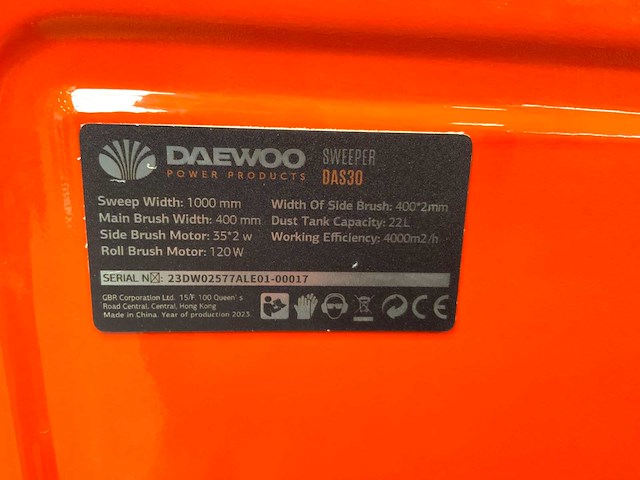 DAEWOO
POWER PRODUCTS
SWEEPER
DAS30
Sweep Width: 1000 mm
Main Brush Width: 400 mm
Side Brush Motor: 35*2 w
Roll Brush Motor: 120 W
Width Of Side Brush: 400*2mm
Dust Tank Capacity: 22L
Working Efficiency: 4000m2/h
SERIAL N☒: 23DW02577ALE01-00017
GBR Corporation Ltd. 15/F. 100 Queen`s
Road Central, Central, Hong Kong
Made in China. Year of production 2023.
23
CE